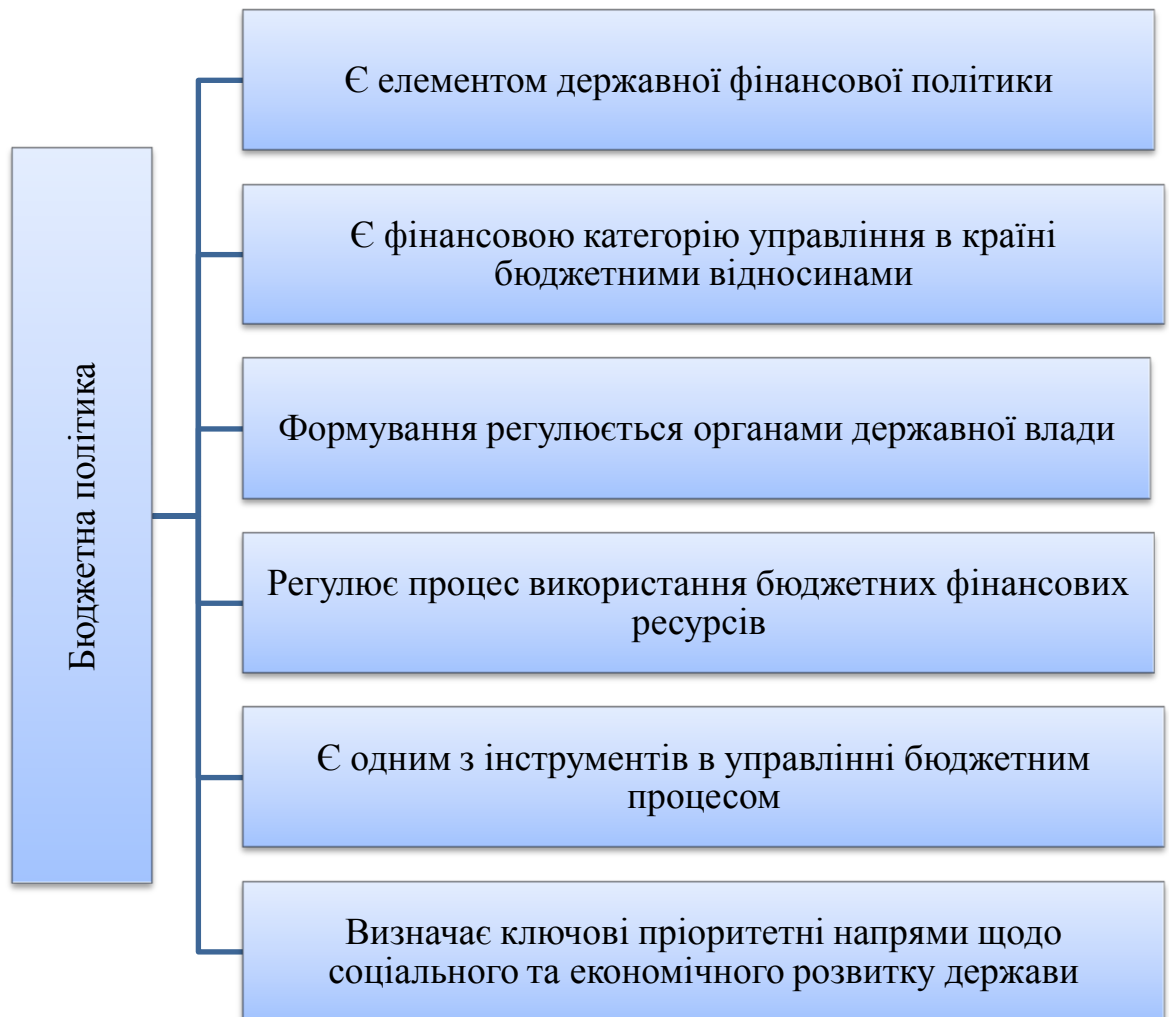 Бюджетна політика
Є елементом державної фінансової політики
Є фінансовою категорію управління в країні
бюджетними відносинами
Формування регулюється органами державної влади
Регулює процес використання бюджетних фінансових
ресурсів
Є одним з інструментів в управлінні бюджетним
процесом
Визначає ключові пріоритетні напрями щодо
соціального та економічного розвитку держави